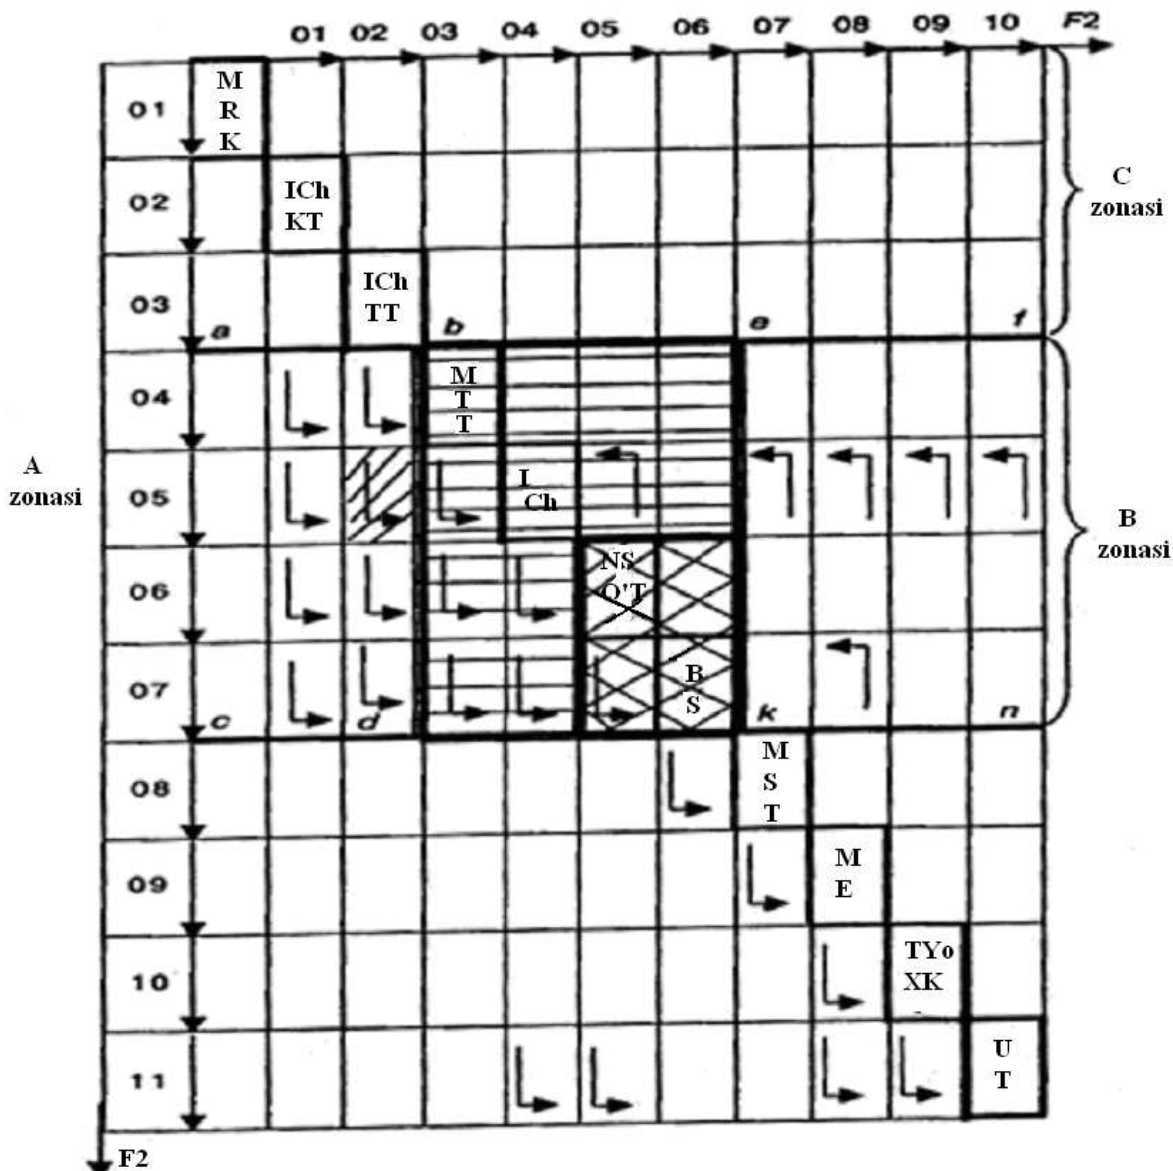 01 02 03 04 05 06 07 08 09 10 F2
01
M
R
K
02
ICh
KT
C
zonasi
03
ICh
TT
a b e f
04
M
T
T
A
zonasi
05
I
Ch
B
zonasi
06
NS
O'T
07
B
S
c d k n
08
M
S
T
09
M
E
10
TYo
XK
11
U
T
F2